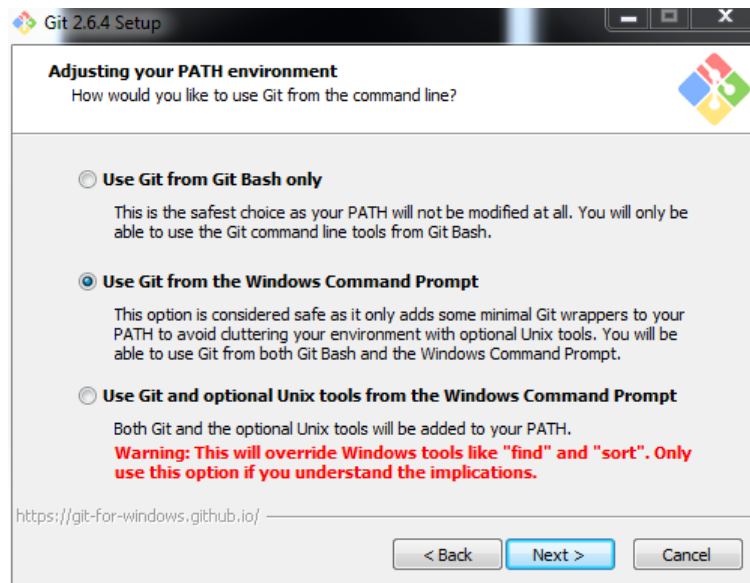 Git 2.6.4 Setup
Adjusting your PATH environment
How would you like to use Git from the command line?
Use Git from Git Bash only
This is the safest choice as your PATH will not be modified at all. You will only be
able to use the Git command line tools from Git Bash.
Use Git from the Windows Command Prompt
This option is considered safe as it only adds some minimal Git wrappers to your
PATH to avoid cluttering your environment with optional Unix tools. You will be
able to use Git from both Git Bash and the Windows Command Prompt.
Use Git and optional Unix tools from the Windows Command Prompt
Both Git and the optional Unix tools will be added to your PATH.
Warning: This will override Windows tools like "find" and "sort". Only
use this option if you understand the implications.
https://git-for-windows.github.io/
< Back Next > Cancel